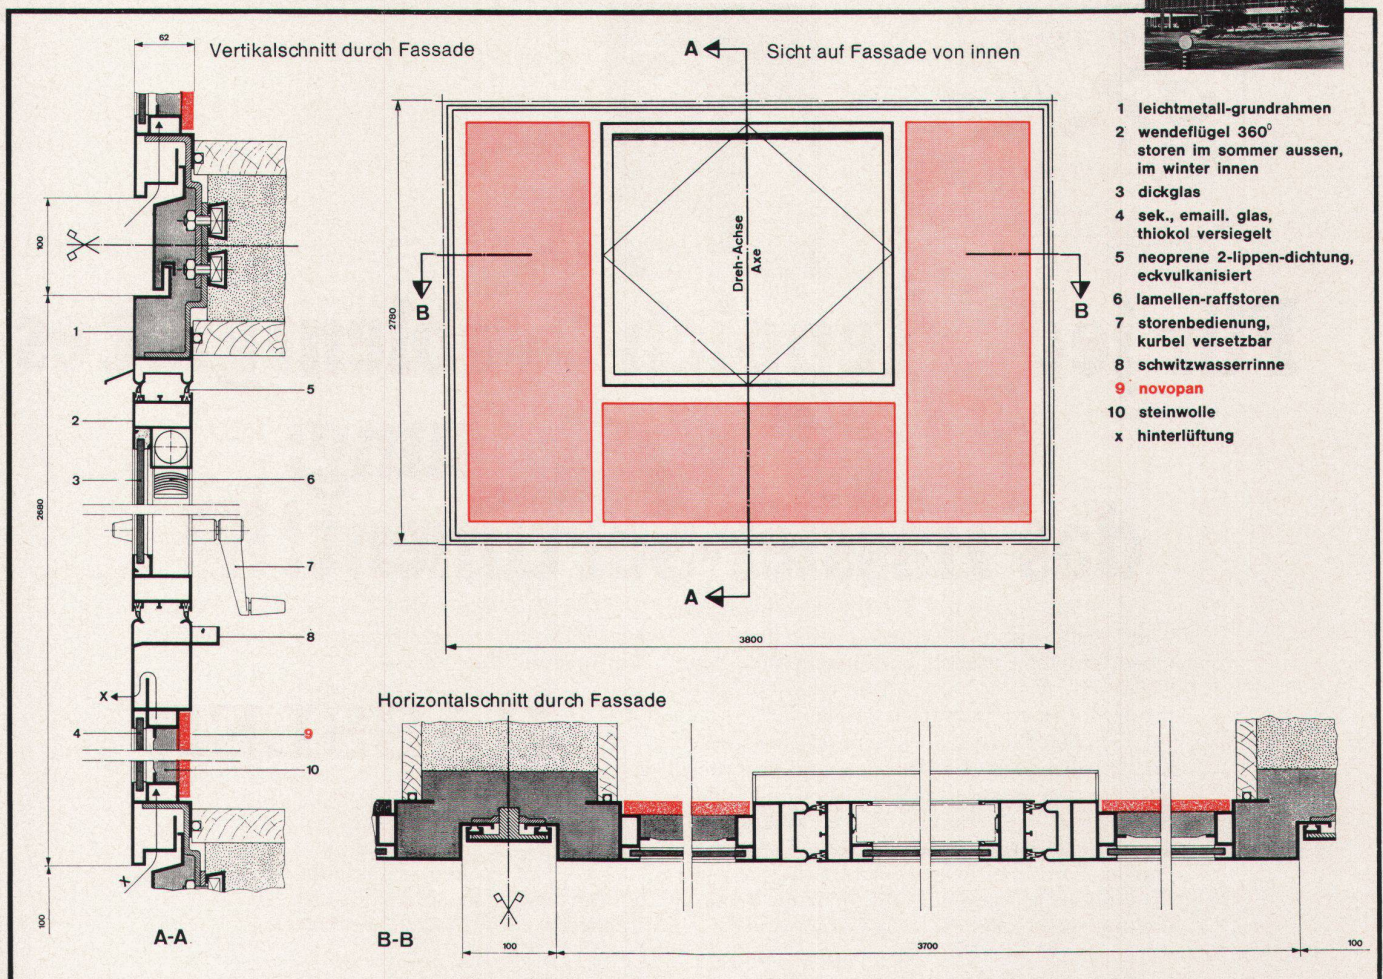 62
Vertikalschnitt durch Fassade
A
Sicht auf Fassade von innen
1 leichtmetall-grundrahmen
2 wendeflügel 360°
storen im sommer aussen,
im winter innen
3 dickglas
4 sek., emaill. glas,
thiokol versiegelt
5 neoprene 2-lippen-dichtung,
eckvulkanisiert
6 lamellen-raffstoren
7 storenbedienung,
kurbel versetzbar
8 schwitzwasserrinne
9 novopan
10 steinwolle
x hinterlüftung
100
2680
100
1
2
3
4
5
6
7
8
9
10
x
x
A-A
2780
Dreh-Achse
Axe
B
B
A
3800
Horizontalschnitt durch Fassade
B-B
100
3700
100